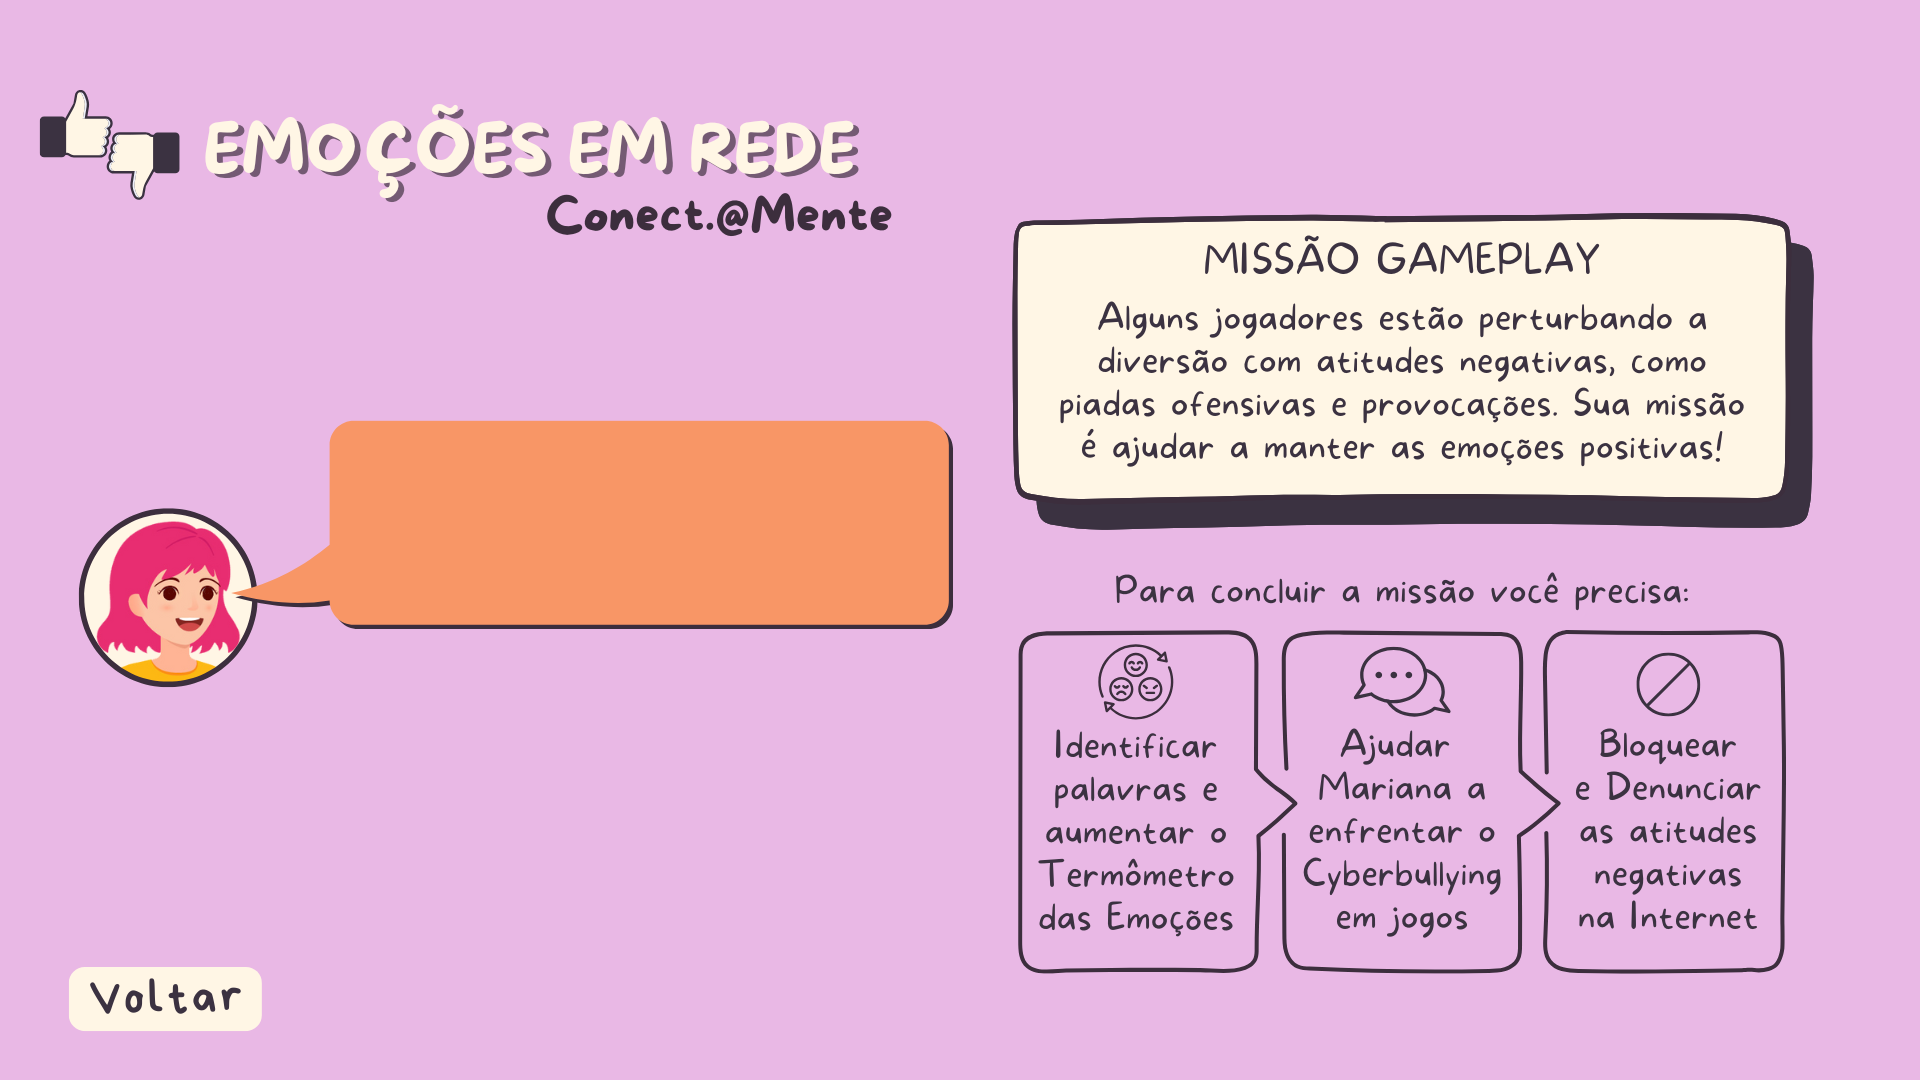 EMOÇÕES EM REDE
Conect.@Mente
MISSÃO GAMEPLAY
Alguns jogadores estão perturbando a
diversão com atitudes negativas, como
piadas ofensivas e provocações. Sua missão
é ajudar a manter as emoções positivas!
Para concluir a missão você precisa:
Identificar
palavras e
aumentar o
Termômetro
das Emoções
Ajudar
Mariana a
enfrentar o
Cyberbullying
em jogos
Bloquear
e Denunciar
as atitudes
negativas
na Internet
Voltar